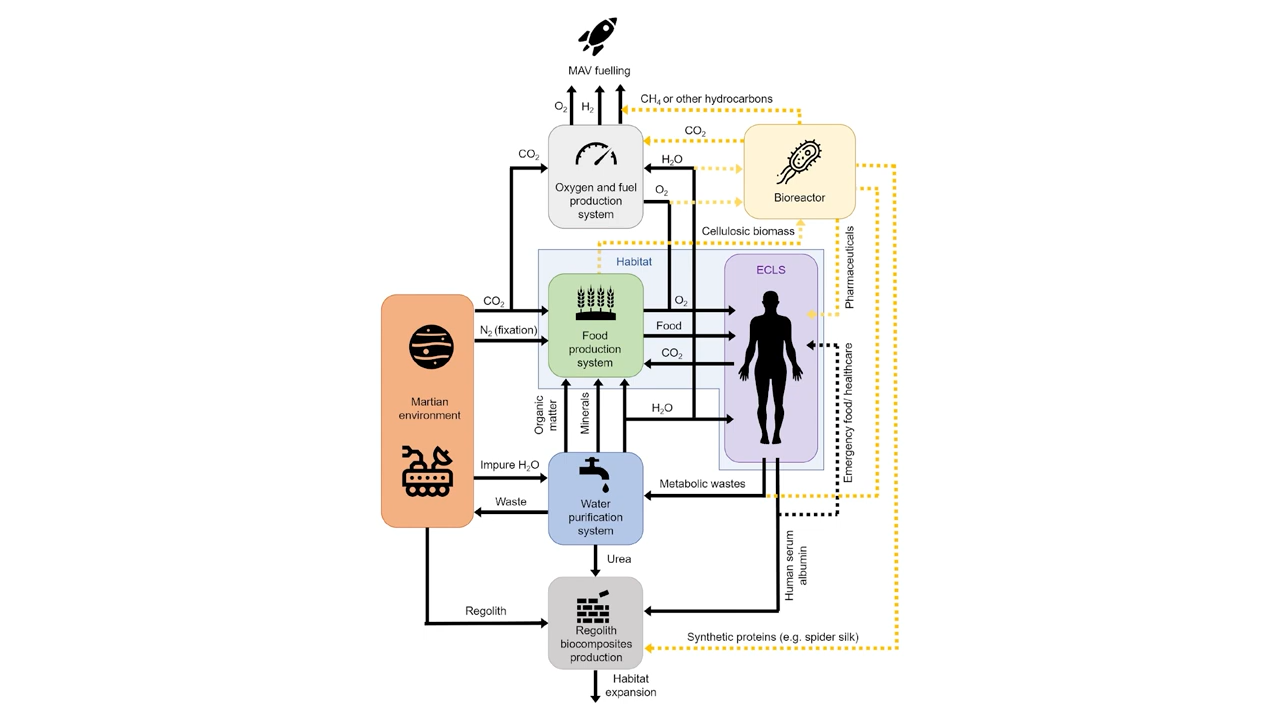 MAV fuelling
O₂
H₂
CH₄ or other hydrocarbons
CO₂
CO₂
H₂O
O₂
Oxygen and fuel
production
system
Bioreactor
Cellulosic biomass
Pharmaceuticals
Habitat
ECLS
CO₂
N₂ (fixation)
O₂
Food
CO₂
Food
production
system
Martian
environment
Organic
matter
Minerals
H₂O
Emergency food/ healthcare
Impure H₂O
Waste
Metabolic wastes
Water
purification
system
Urea
Human serum
albumin
Regolith
Regolith
biocomposites
production
Synthetic proteins (e.g. spider silk)
Habitat
expansion